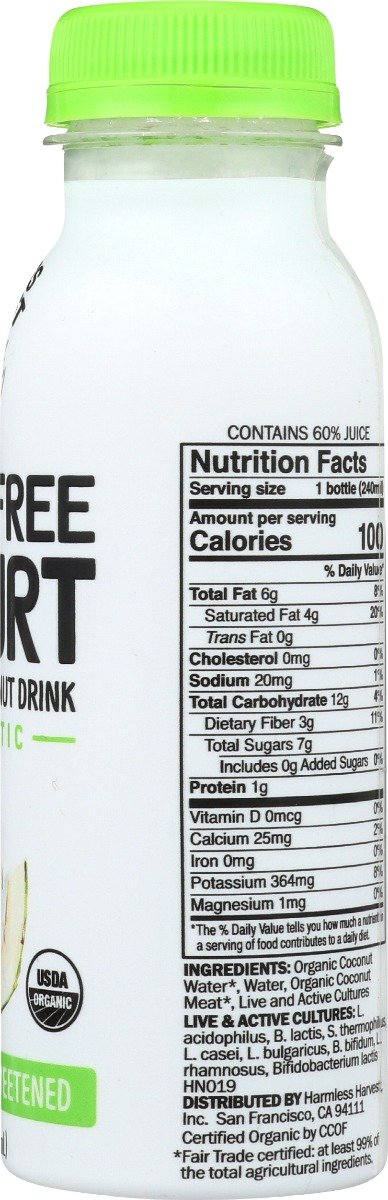 ST
FREE
URT
NUT DRINK
TIC
USDA
ORGANIC
EETENED
CONTAINS 60% JUICE
Nutrition Facts
Serving size 1 bottle (240m
Amount per serving
Calories 100
% Daily Value*
Total Fat 6g 8%
Saturated Fat 4g 20%
Trans Fat 0g
Cholesterol 0mg 0%
Sodium 20mg 1%
Total Carbohydrate 12g 4%
Dietary Fiber 3g 11%
Total Sugars 7g
Includes 0g Added Sugars 0%
Protein 1g
Vitamin D 0mcg 0%
Calcium 25mg 2%
Iron 0mg 0%
Potassium 364mg 8%
Magnesium 1mg 0%
*The % Daily Value tells you how much a nutrient
a serving of food contributes to a daily diet.
INGREDIENTS: Organic Coconut
Water*, Water, Organic Coconut
Meat*, Live and Active Cultures
LIVE & ACTIVE CULTURES: L.
acidophilus, B. lactis, S. thermophilus,
L. casei, L. bulgaricus, B. bifidum, L.
rhamnosus, Bifidobacterium lactis
HN019
DISTRIBUTED BY Harmless Harvest,
Inc. San Francisco, CA 94111
Certified Organic by CCOF
*Fair Trade certified: at least 99% of
the total agricultural ingredients.